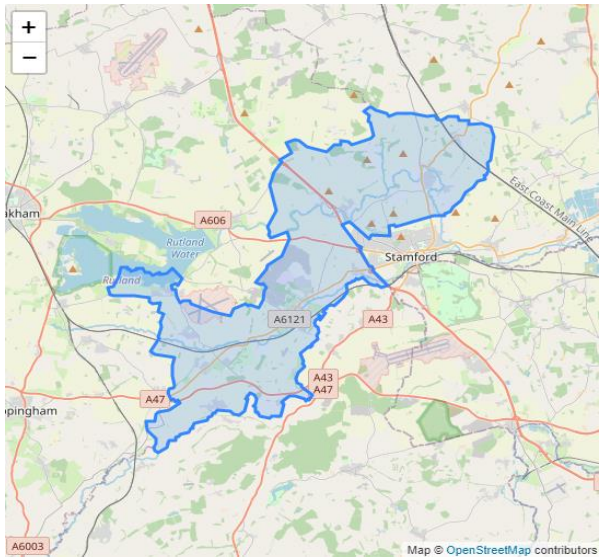 +
−
A606
akham
Rutland
Water
East Coast Main Line
Stamford
Rutland
A6121
A43
A43
A47
A47
ppingham
A6003
Map © OpenStreetMap contributors